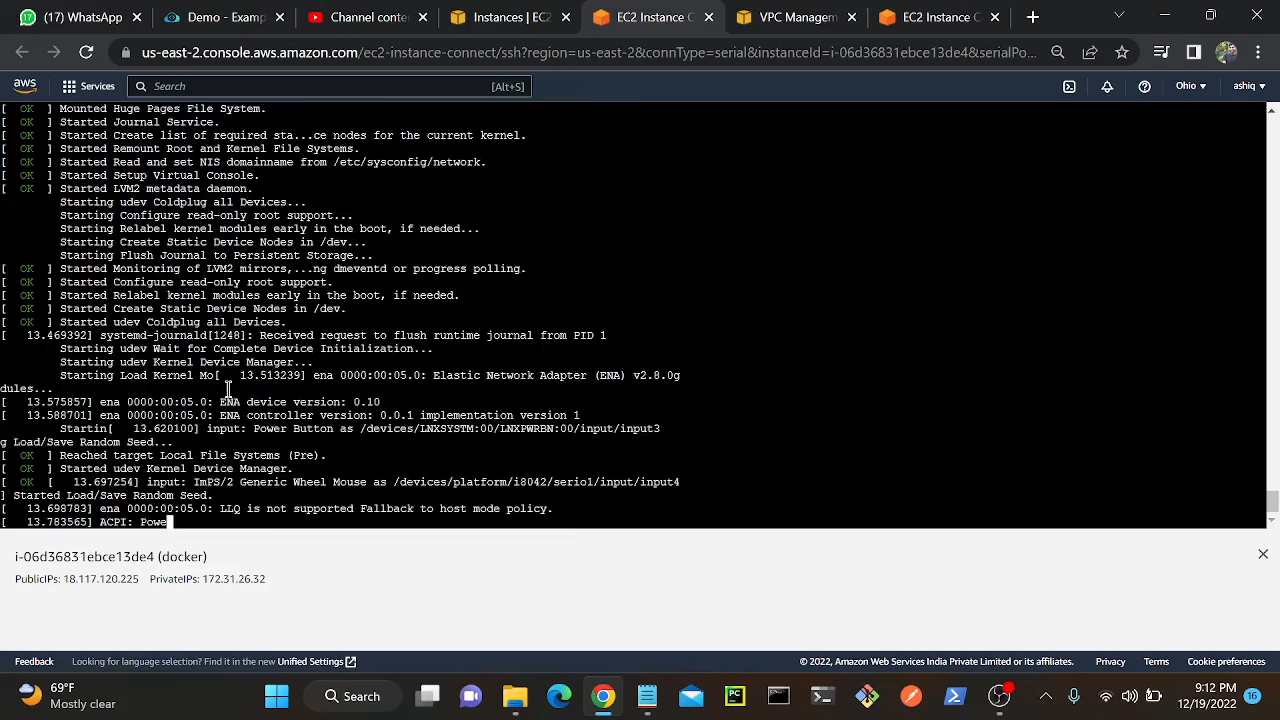 (17) WhatsApp
Demo - Examp
Channel conte
Instances | EC2
EC2 Instance C
VPC Managem
EC2 Instance C
us-east-2.console.aws.amazon.com/ec2-instance-connect/ssh?region=us-east-2&connType=serial&instanceId=i-06d36831ebce13de4&serialPo...
aws Services Search [Alt+S] Ohio ashiq
[ OK ] Mounted Huge Pages File System.
[ OK ] Started Journal Service.
[ OK ] Started Create list of required sta...ce nodes for the current kernel.
[ OK ] Started Remount Root and Kernel File Systems.
[ OK ] Started Read and set NIS domainname from /etc/sysconfig/network.
[ OK ] Started Setup Virtual Console.
[ OK ] Started LVM2 metadata daemon.
Starting udev Coldplug all Devices...
Starting Configure read-only root support...
Starting Relabel kernel modules early in the boot, if needed...
Starting Create Static Device Nodes in /dev...
Starting Flush Journal to Persistent Storage...
[ OK ] Started Monitoring of LVM2 mirrors,...ng dmeventd or progress polling.
[ OK ] Started Configure read-only root support.
[ OK ] Started Relabel kernel modules early in the boot, if needed.
[ OK ] Started Create Static Device Nodes in /dev.
[ OK ] Started udev Coldplug all Devices.
[ 13.469392] systemd-journald[1248]: Received request to flush runtime journal from PID 1
Starting udev Wait for Complete Device Initialization...
Starting udev Kernel Device Manager...
Starting Load Kernel Mo[ 13.513239] ena 0000:00:05.0: Elastic Network Adapter (ENA) v2.8.0g
dules...
[ 13.575857] ena 0000:00:05.0: ENA device version: 0.10
[ 13.588701] ena 0000:00:05.0: ENA controller version: 0.0.1 implementation version 1
Startin[ 13.620100] input: Power Button as /devices/LNXSYSTM:00/LNXPWRBN:00/input/input3
g Load/Save Random Seed...
[ OK ] Reached target Local File Systems (Pre).
[ OK ] Started udev Kernel Device Manager.
[ OK [ 13.697254] input: ImPS/2 Generic Wheel Mouse as /devices/platform/i8042/serio1/input/input4
] Started Load/Save Random Seed.
[ 13.698783] ena 0000:00:05.0: LLQ is not supported Fallback to host mode policy.
[ 13.783565] ACPI: Powe
i-06d36831ebce13de4 (docker)
PublicIPs: 18.117.120.225 PrivateIPs: 172.31.26.32
Feedback Looking for language selection? Find it in the new Unified Settings © 2022, Amazon Web Services India Private Limited or its affiliates. Privacy Terms Cookie preferences
69°F
Mostly clear
Search
PC
9:12 PM
12/19/2022
16